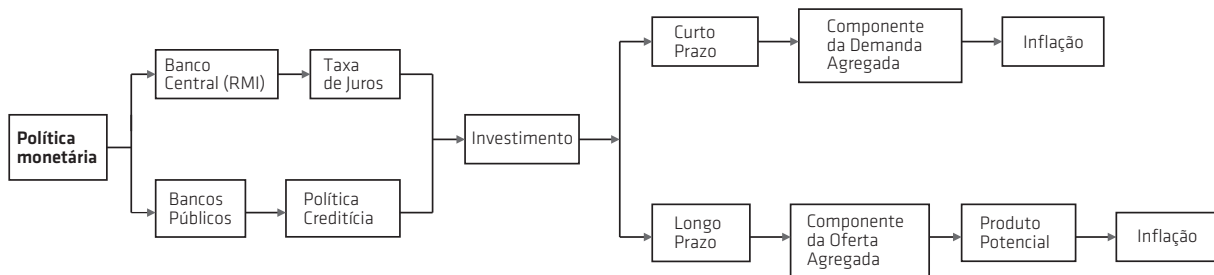 Política
monetária
Banco
Central (RMI)
Taxa
de Juros
Bancos
Públicos
Política
Creditícia
Investimento
Curto
Prazo
Componente
da Demanda
Agregada
Inflação
Longo
Prazo
Componente
da Oferta
Agregada
Produto
Potencial
Inflação